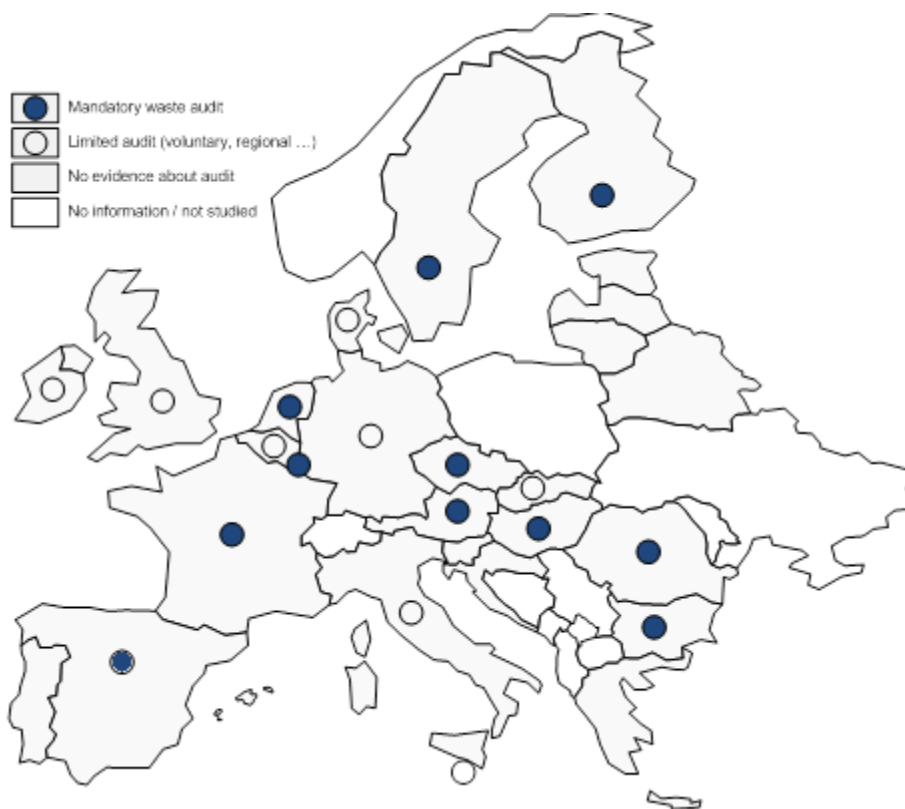 Mandatory waste audit
Limited audit (voluntary, regional ...)
No evidence about audit
No information / not studied